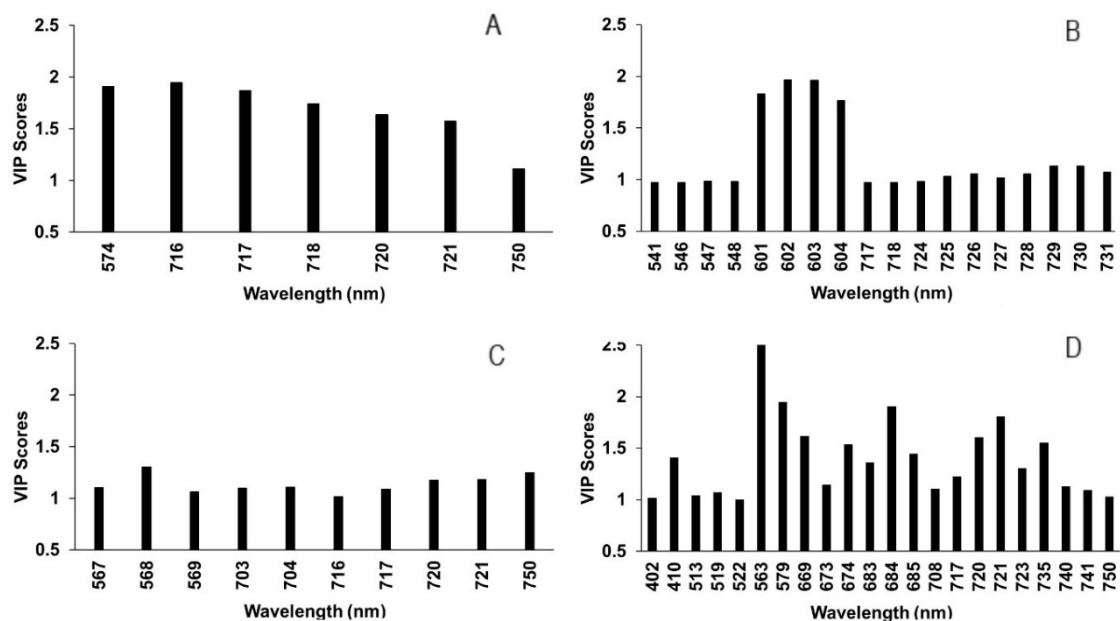 A
2.5
2
1.5
1
0.5
VIP Scores
574 716 717 718 720 721 750
Wavelength (nm)
B
2.5
2
1.5
1
0.5
VIP Scores
541 546 547 548 601 602 603 604 717 718 724 725 726 727 728 729 730 731
Wavelength (nm)
C
2.5
2
1.5
1
0.5
VIP Scores
567 568 569 703 704 716 717 720 721 750
Wavelength (nm)
D
2.5
2
1.5
1
0.5
VIP Scores
402 410 513 519 522 563 579 669 673 674 683 684 685 708 717 720 721 723 735 740 741 750
Wavelength (nm)